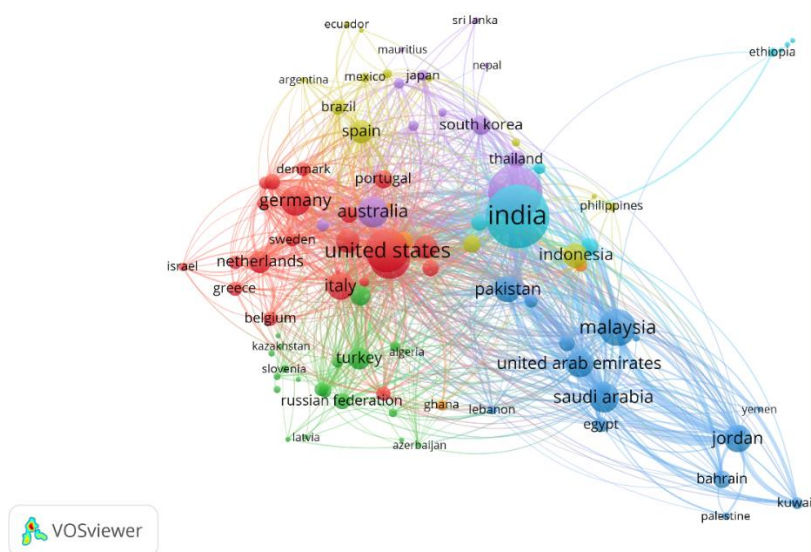 sri lanka
ecuador
mauritius
ethiopia
nepal
argentina
mexico
japan
brazil
spain
south korea
thailand
denmark
portugal
germany
australia
india
philippines
sweden
united states
israel
netherlands
indonesia
greece
italy
pakistan
belgium
malaysia
kazakhstan
turkey
algeria
united arab emirates
slovenia
russian federation
ghana
lebanon
saudi arabia
yemen
egypt
latvia
azerbaijan
jordan
bahrain
kuwai
palestine
VOSviewer